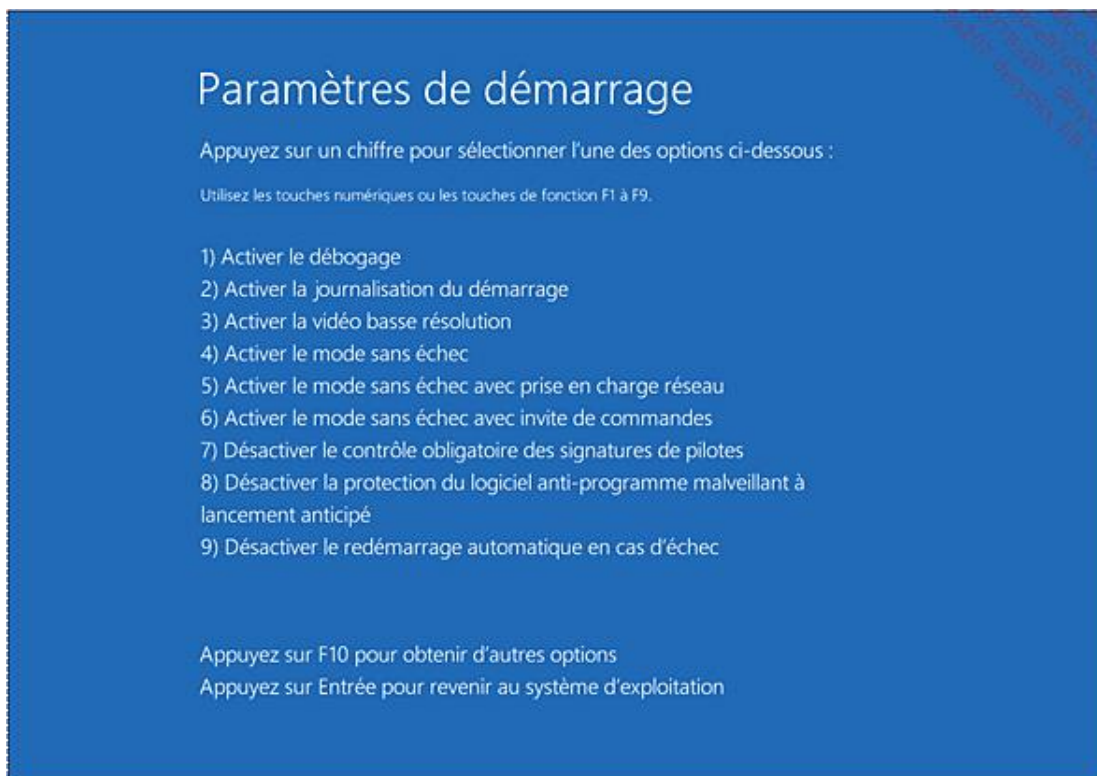 Paramètres de démarrage
Appuyez sur un chiffre pour sélectionner l'une des options ci-dessous :
Utilisez les touches numériques ou les touches de fonction F1 à F9.
1) Activer le débogage
2) Activer la journalisation du démarrage
3) Activer la vidéo basse résolution
4) Activer le mode sans échec
5) Activer le mode sans échec avec prise en charge réseau
6) Activer le mode sans échec avec invite de commandes
7) Désactiver le contrôle obligatoire des signatures de pilotes
8) Désactiver la protection du logiciel anti-programme malveillant à
lancement anticipé
9) Désactiver le redémarrage automatique en cas d'échec
Appuyez sur F10 pour obtenir d'autres options
Appuyez sur Entrée pour revenir au système d'exploitation